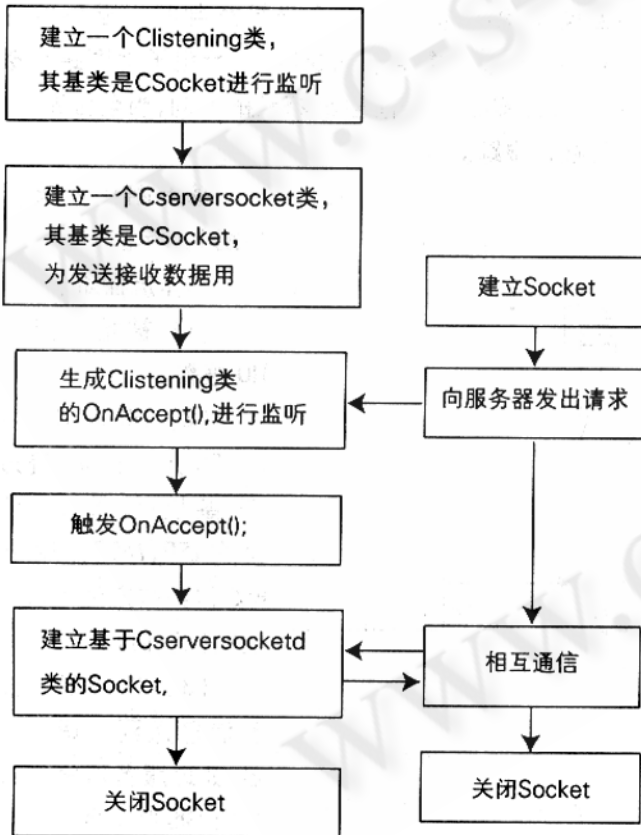 建立一个Clistening类,
其基类是CSocket进行监听
建立一个Cserversocket类,
其基类是CSocket,
为发送接收数据用
建立Socket
生成Clistening类
的OnAccept(),进行监听
向服务器发出请求
触发OnAccept();
建立基于Cserversocketd
类的Socket,
相互通信
关闭Socket
关闭Socket